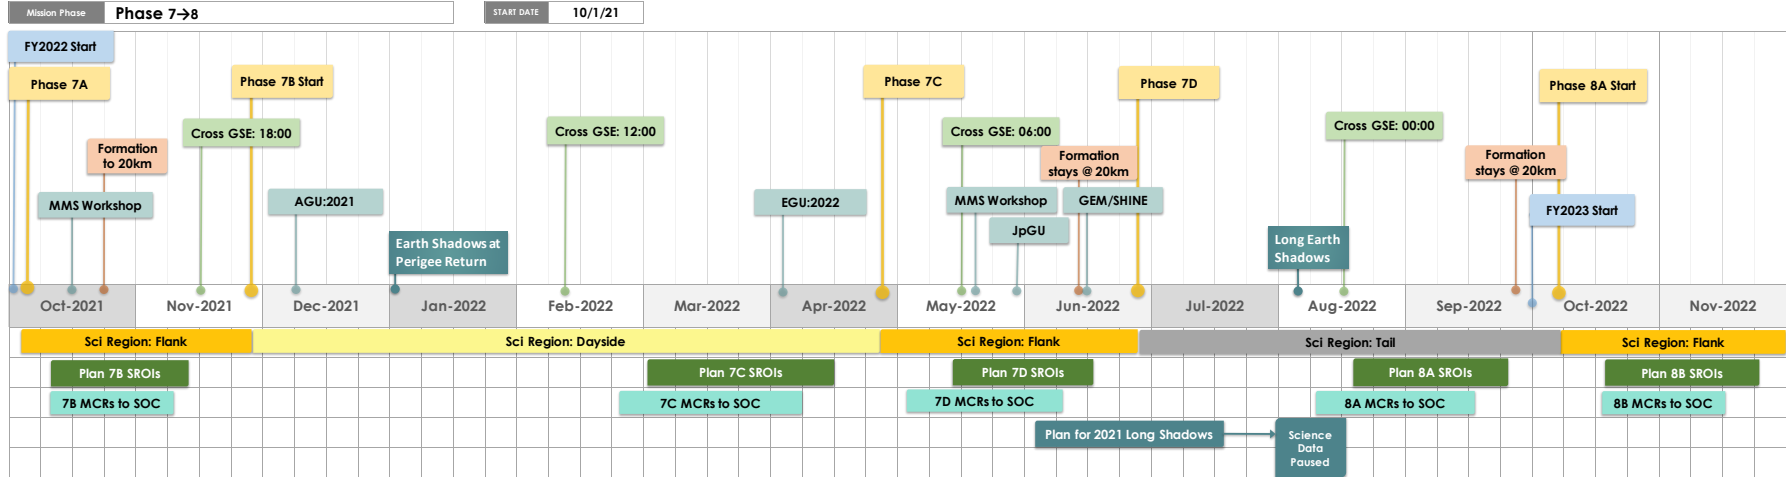 Mission Phase
Phase 7→8
START DATE
10/1/21
FY2022 Start
Phase 7A
Phase 7B Start
Phase 7C
Phase 7D
Phase 8A Start
Cross GSE: 18:00
Cross GSE: 12:00
Cross GSE: 06:00
Cross GSE: 00:00
Formation
to 20km
Formation
stays @ 20km
Formation
stays @ 20km
MMS Workshop
AGU:2021
EGU:2022
MMS Workshop
GEM/SHINE
FY2023 Start
JpGU
Earth Shadows at
Perigee Return
Long Earth
Shadows
Oct-2021
Nov-2021
Dec-2021
Jan-2022
Feb-2022
Mar-2022
Apr-2022
May-2022
Jun-2022
Jul-2022
Aug-2022
Sep-2022
Oct-2022
Nov-2022
Sci Region: Flank
Sci Region: Dayside
Sci Region: Flank
Sci Region: Tail
Sci Region: Flank
Plan 7B SROIs
Plan 7C SROIs
Plan 7D SROIs
Plan 8A SROIs
Plan 8B SROIs
7B MCRs to SOC
7C MCRs to SOC
7D MCRs to SOC
8A MCRs to SOC
8B MCRs to SOC
Plan for 2021 Long Shadows
Science
Data
Paused